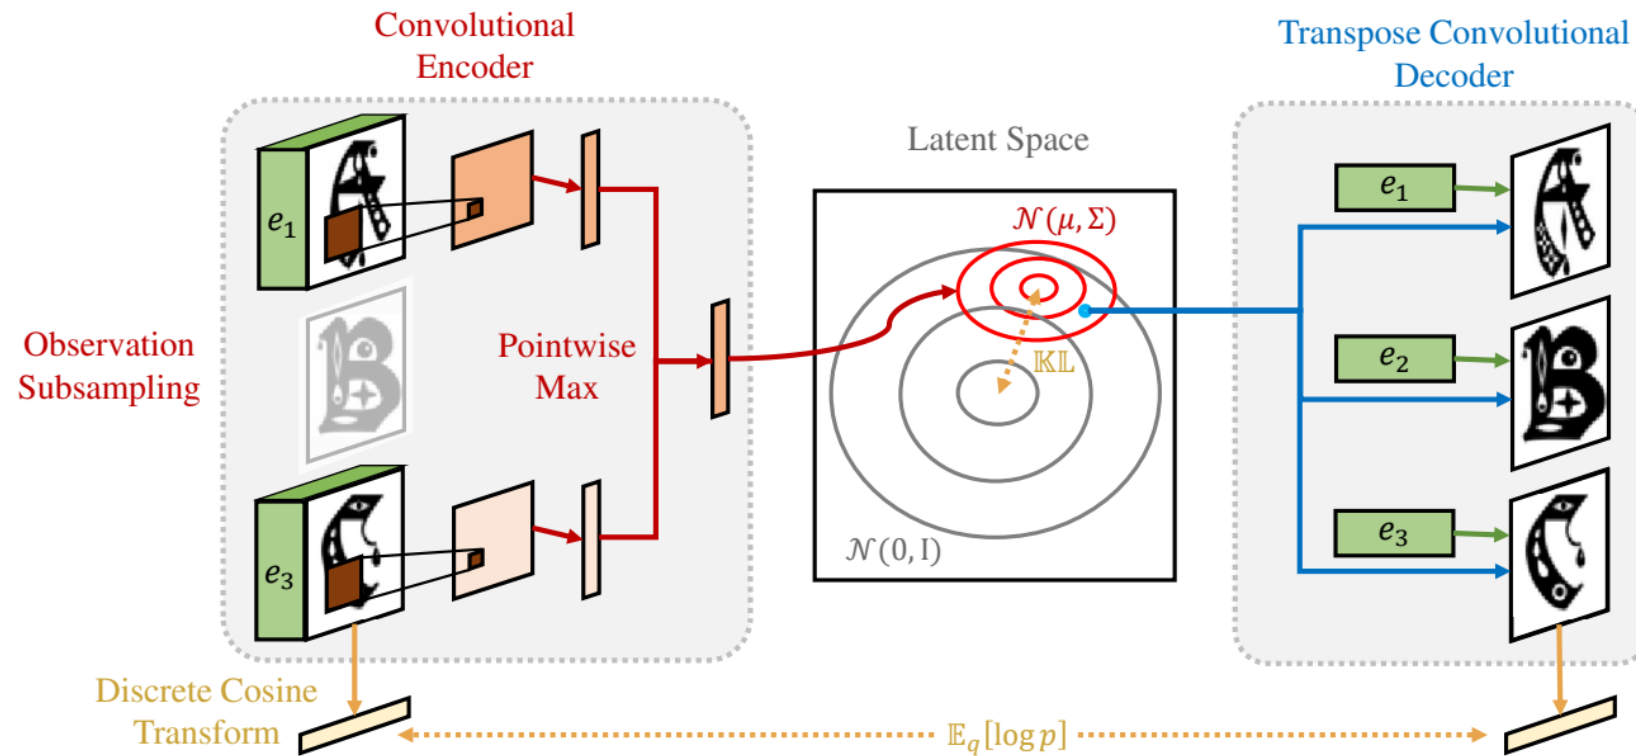 Convolutional
Encoder
Transpose Convolutional
Decoder
Latent Space
e₁
e₁
𝒩(μ, Σ)
Observation
Subsampling
Pointwise
Max
𝕂𝕃
e₂
e₃
𝒩(0, I)
e₃
Discrete Cosine
Transform
𝔼q[log p]